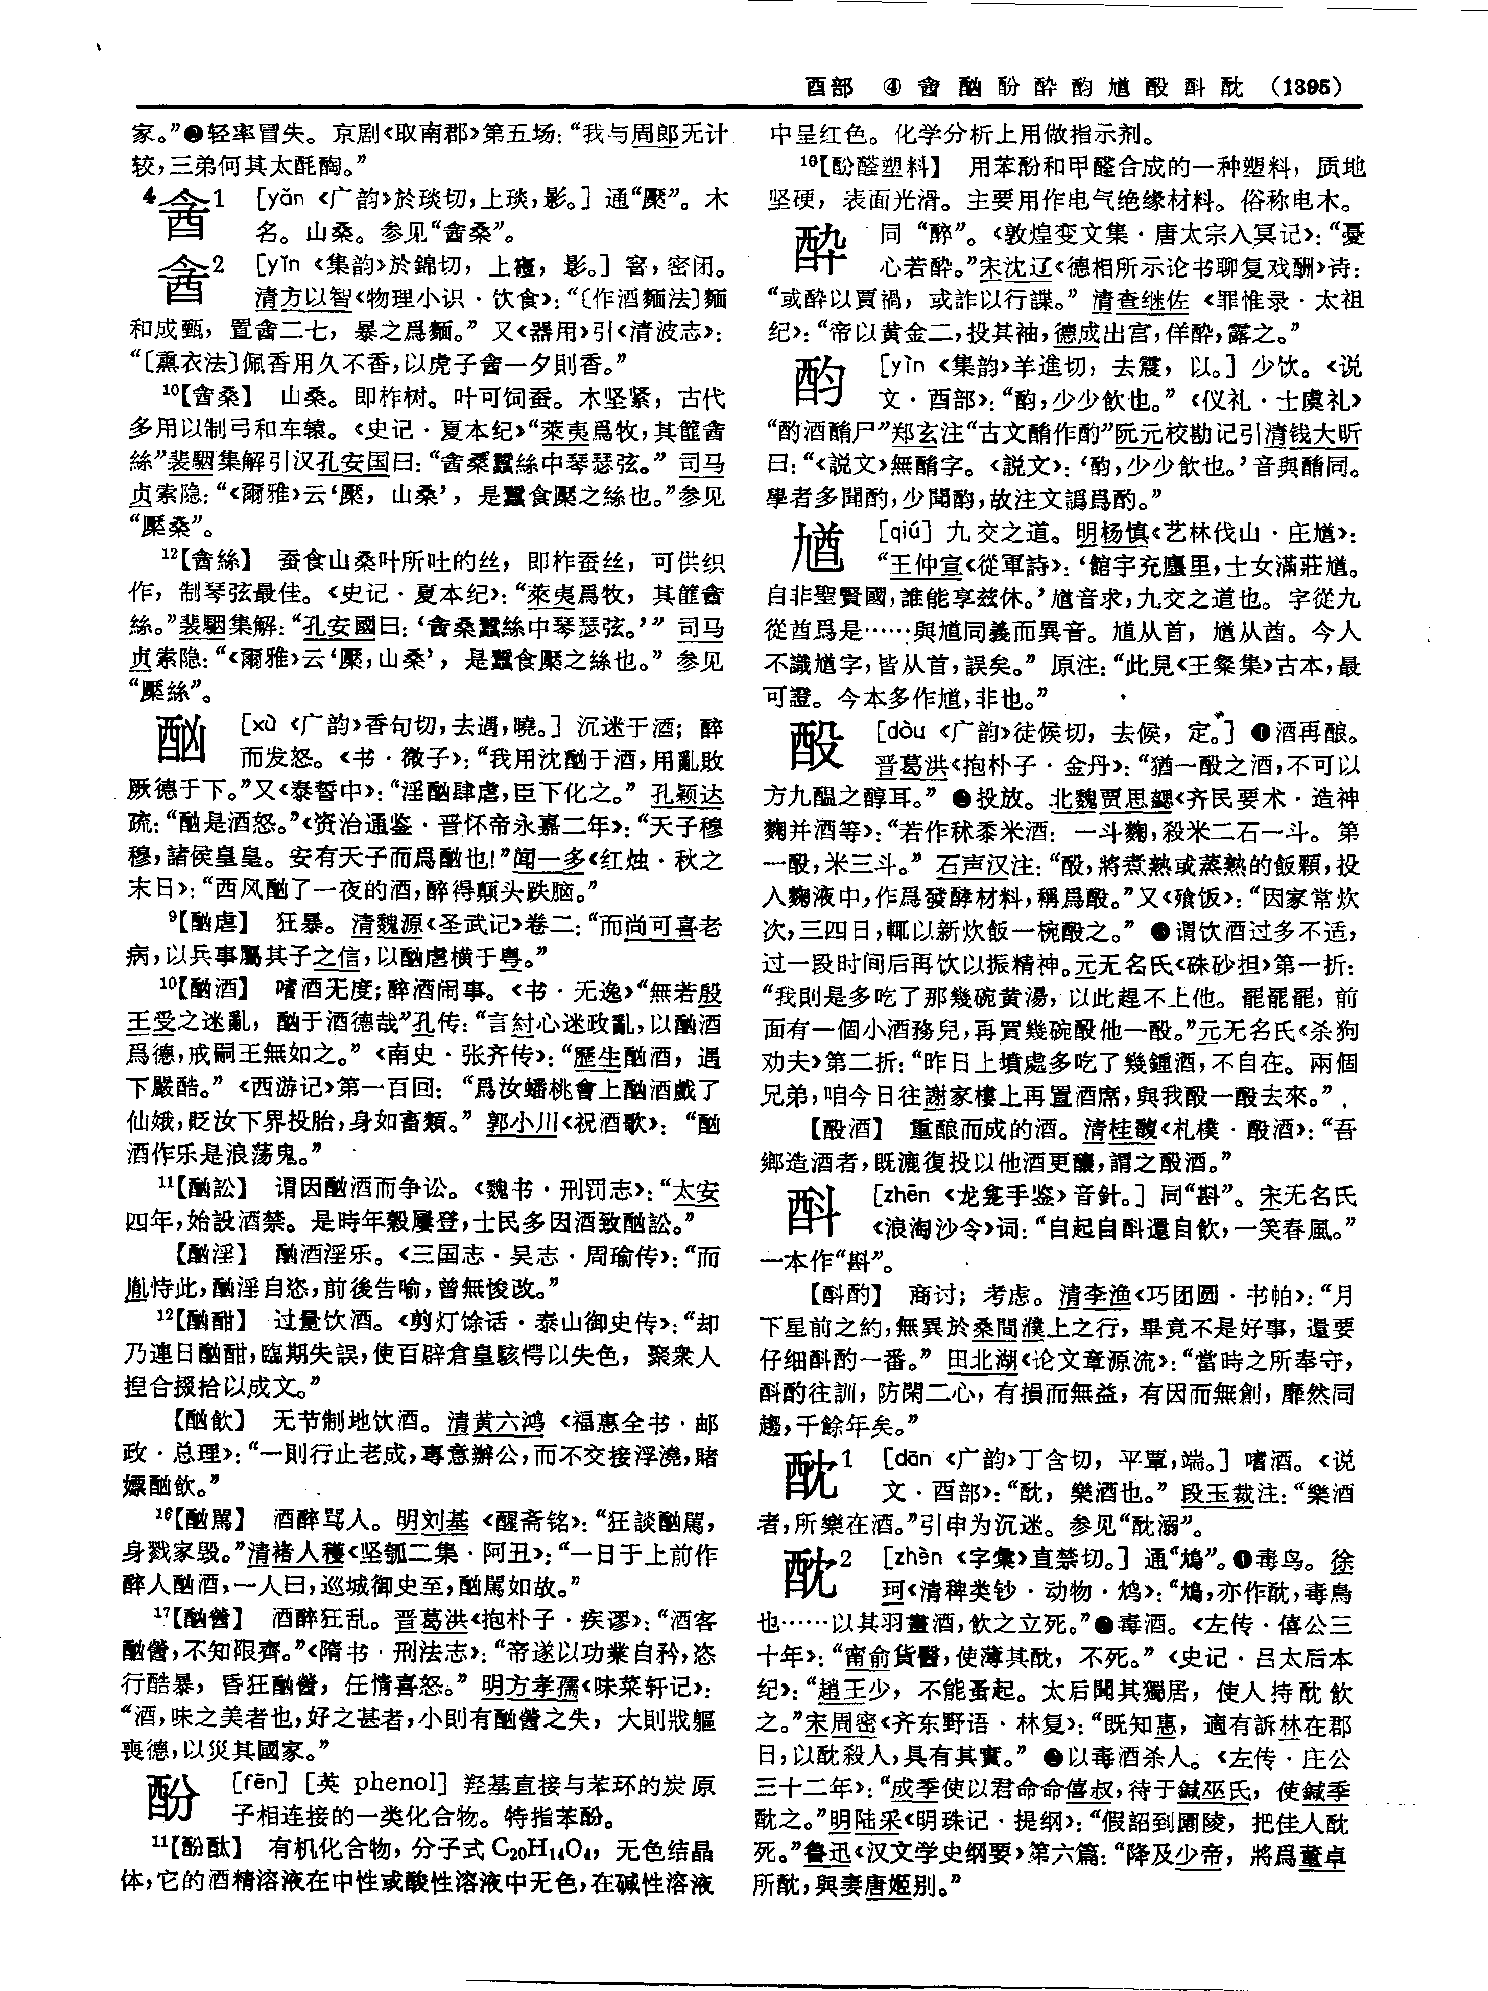 酉部 ④ 酓 酗 酚 酔 酌 馗 酘 酙 酖 (1395)
家。”❷轻率冒失。京剧《取南郡》第五场:“我与周郎无计
较,三弟何其太酕醄。”
4酓1 [yǎn《广韵》於琰切,上琰,影。]通“檿”。木
名。山桑。参见“酓桑”。
酓2 [yǐn《集韵》於錦切,上寑,影。]窨,密闭。
清方以智《物理小识·饮食》:“〔作酒麯法〕麯
和成甄,置酓二七,暴之爲麯。”又《器用》引《清波志》:
“〔熏衣法〕佩香用久不香,以虎子酓一夕則香。”
10【酓桑】 山桑。即柞树。叶可饲蚕。木坚紧,古代
多用以制弓和车辕。《史记·夏本纪》“萊夷爲牧,其篚酓
絲”裴駰集解引汉孔安国曰:“酓桑蠶絲中琴瑟弦。”司马
贞索隐:“《爾雅》云‘檿,山桑’,是蠶食檿之絲也。”参见
“檿桑”。
12【酓絲】 蚕食山桑叶所吐的丝,即柞蚕丝,可供织
作,制琴弦最佳。《史记·夏本纪》:“萊夷爲牧,其篚酓
絲。”裴駰集解:“孔安國曰:‘酓桑蠶絲中琴瑟弦。’”司马
贞索隐:“《爾雅》云‘檿,山桑’,是蠶食檿之絲也。”参见
“檿絲”。
酗 [xù《广韵》香句切,去遇,曉。]沉迷于酒;醉
而发怒。《书·微子》:“我用沈酗于酒,用亂敗
厥德于下。”又《泰誓中》:“淫酗肆虐,臣下化之。”孔颖达
疏:“酗是酒怒。”《资治通鉴·晋怀帝永嘉二年》:“天子穆
穆,諸侯皇皇。安有天子而爲酗也!”闻一多《红烛·秋之
末日》:“西风酗了一夜的酒,醉得顛头跌脑。”
9【酗虐】 狂暴。清魏源《圣武记》卷二:“而尚可喜老
病,以兵事屬其子之信,以酗虐横于粤。”
10【酗酒】 嗜酒无度;醉酒闹事。《书·无逸》“無若殷
王受之迷亂,酗于酒德哉”孔传:“言紂心迷政亂,以酗酒
爲德,戒嗣王無如之。”《南史·张齐传》:“歷生酗酒,遇
下嚴酷。”《西游记》第一百回:“爲汝蟠桃會上酗酒戲了
仙娥,貶汝下界投胎,身如畜類。”郭小川《祝酒歌》:“酗
酒作乐是浪荡鬼。”
11【酗訟】 谓因酗酒而争讼。《魏书·刑罚志》:“太安
四年,始設酒禁。是時年穀屢登,士民多因酒致酗訟。”
【酗淫】 酗酒淫乐。《三国志·吴志·周瑜传》:“而
胤恃此,酗淫自恣,前後告喻,曾無悛改。”
12【酗酣】 过量饮酒。《剪灯馀话·泰山御史传》:“却
乃連日酗酣,臨期失誤,使百辟倉皇駭愕以失色,聚衆人
捏合掇拾以成文。”
【酗飲】 无节制地饮酒。清黄六鸿《福惠全书·邮
政·总理》:“一則行止老成,專意辦公,而不交接浮澆,賭
嫖酗飲。”
16【酗駡】 酒醉骂人。明刘基《醒斋铭》:“狂談酗駡,
身戮家毁。”清褚人穫《坚瓠二集·阿丑》:“一日于上前作
醉人酗酒,一人曰,巡城御史至,酗駡如故。”
17【酗醟】 酒醉狂乱。晋葛洪《抱朴子·疾谬》:“酒客
酗醟,不知限齊。”《隋书·刑法志》:“帝遂以功業自矜,恣
行酷暴,昏狂酗醟,任情喜怒。”明方孝孺《味菜轩记》:
“酒,味之美者也,好之甚者,小則有酗醟之失,大則戕軀
喪德,以災其國家。”
酚 [fēn][英 phenol]羟基直接与苯环的炭原
子相连接的一类化合物。特指苯酚。
11【酚酞】 有机化合物,分子式C20H14O4,无色结晶
体,它的酒精溶液在中性或酸性溶液中无色,在碱性溶液
中呈红色。化学分析上用做指示剂。
18【酚醛塑料】 用苯酚和甲醛合成的一种塑料,质地
坚硬,表面光滑。主要用作电气绝缘材料。俗称电木。
酔 同“醉”。《敦煌变文集·唐太宗入冥记》:“憂
心若酔。”宋沈辽《德相所示论书聊复戏酬》诗:
“或酔以賈禍,或詐以行諜。”清查继佐《罪惟录·太祖
纪》:“帝以黄金二,投其袖,德成出宫,佯酔,露之。”
酌 [yìn《集韵》羊進切,去震,以。]少饮。《说
文·酉部》:“酌,少少飲也。”《仪礼·士虞礼》
“酌酒酳尸”郑玄注“古文酳作酌”阮元校勘记引清钱大昕
曰:“《説文》無酳字。《説文》:‘酌,少少飲也。’音與酳同。
學者多聞酌,少聞酌,故注文譌爲酌。”
馗 [qiú]九交之道。明杨慎《艺林伐山·庄馗》:
“王仲宣《從軍詩》:‘館宇充廛里,士女滿莊馗。
自非聖賢國,誰能享兹休。’馗音求,九交之道也。字從九
從酋爲是……與馗同義而異音。馗从首,馗从酋。今人
不識馗字,皆从首,誤矣。”原注:“此見《王粲集》古本,最
可證。今本多作馗,非也。”
酘 [dòu《广韵》徒候切,去候,定。]❶酒再酿。
晋葛洪《抱朴子·金丹》:“猶一酘之酒,不可以
方九醖之醇耳。”❷投放。北魏贾思勰《齐民要术·造神
麴并酒等》:“若作秫黍米酒:一斗麴,殺米二石一斗。第
一酘,米三斗。”石声汉注:“酘,將煮熟或蒸熟的飯顆,投
入麴液中,作爲發酵材料,稱爲酘。”又《飧饭》:“因家常炊
次,三四日,輒以新炊飯一椀酘之。”❸谓饮酒过多不适,
过一段时间后再饮以振精神。元无名氏《硃砂担》第一折:
“我則是多吃了那幾碗黄湯,以此趕不上他。罷罷罷,前
面有一個小酒務兒,再買幾碗酘他一酘。”元无名氏《杀狗
劝夫》第二折:“昨日上墳處多吃了幾鍾酒,不自在。兩個
兄弟,咱今日往謝家樓上再置酒席,與我酘一酘去來。”
【酘酒】 重酿而成的酒。清桂馥《札樸·酘酒》:“吾
鄉造酒者,既漉復投以他酒更釀,謂之酘酒。”
酙 [zhēn《龙龛手鉴》音針。]同“斟”。宋无名氏
《浪淘沙令》词:“自起自酙還自飲,一笑春風。”
一本作“斟”。
【酙酌】 商讨;考虑。清李渔《巧团圆·书帕》:“月
下星前之約,無異於桑間濮上之行,畢竟不是好事,還要
仔细酙酌一番。”田北湖《论文章源流》:“當時之所奉守,
酙酌往訓,防閑二心,有損而無益,有因而無創,靡然同
趨,千餘年矣。”
酖1 [dān《广韵》丁含切,平覃,端。]嗜酒。《说
文·酉部》:“酖,樂酒也。”段玉裁注:“樂酒
者,所樂在酒。”引申为沉迷。参见“酖溺”。
酖2 [zhèn《字彙》直禁切。]通“鴆”。❶毒鸟。徐
珂《清稗类钞·动物·鸩》:“鴆,亦作酖,毒鳥
也……以其羽畫酒,飲之立死。”❷毒酒。《左传·僖公三
十年》:“甯俞貨醫,使薄其酖,不死。”《史记·吕太后本
纪》:“趙王少,不能蚤起。太后聞其獨居,使人持酖飲
之。”宋周密《齐东野语·林复》:“既知惠,適有訴林在郡
日,以酖殺人,具有其實。”❸以毒酒杀人。《左传·庄公
三十二年》:“成季使以君命命僖叔,待于鍼巫氏,使鍼季
酖之。”明陆采《明珠记·提纲》:“假詔到園陵,把佳人酖
死。”鲁迅《汉文学史纲要》第六篇:“降及少帝,將爲董卓
所酖,與妻唐姬别。”